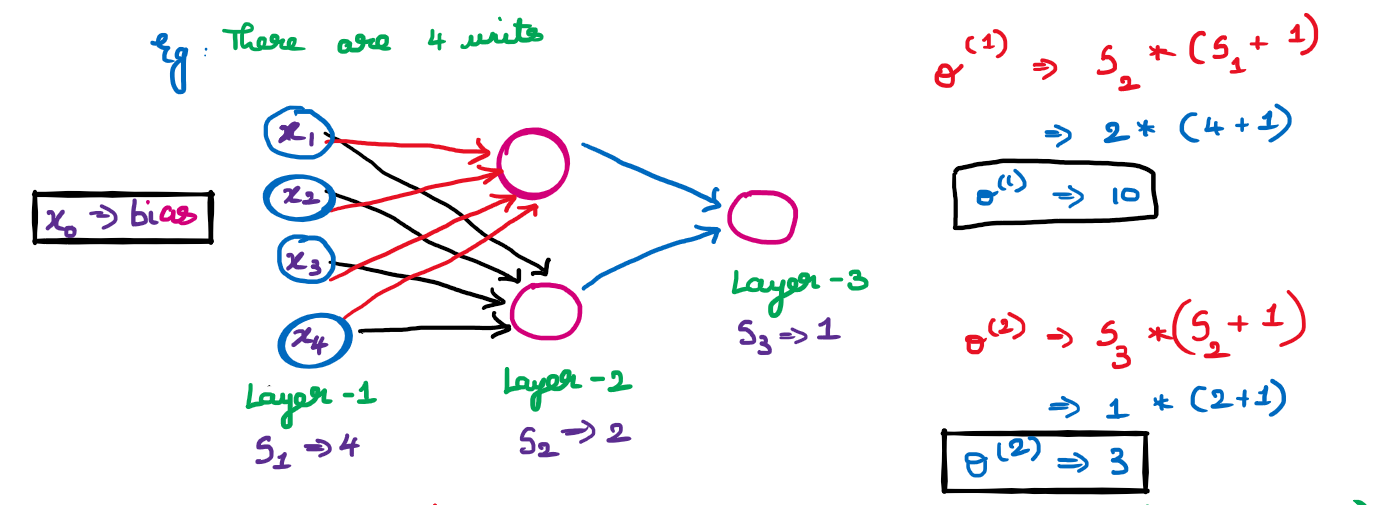 Eg: There are 4 units
x₁
x₂
x₃
x₄
x₀ ⇒ bias
Layer-1
S₁ ⇒ 4
Layer-2
S₂ ⇒ 2
Layer-3
S₃ ⇒ 1
θ⁽¹⁾ ⇒ S₂ * (S₁ + 1)
⇒ 2 * (4+1)
θ⁽¹⁾ ⇒ 10
θ⁽²⁾ ⇒ S₃ * (S₂ + 1)
⇒ 1 * (2+1)
θ⁽²⁾ ⇒ 3